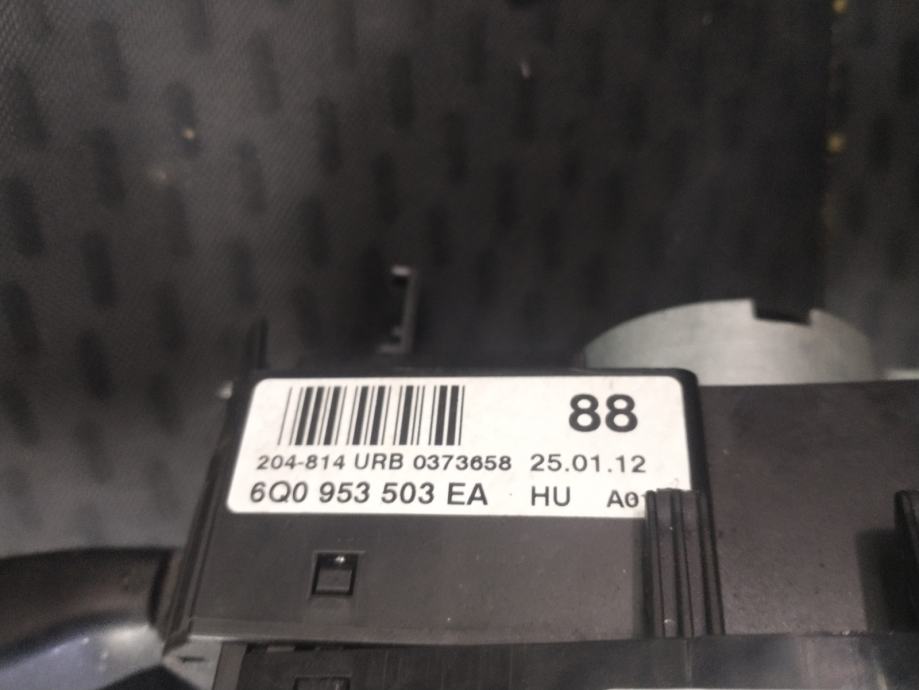 88
204-814 URB 0373658 25.01.12
6Q0 953 503 EA HU